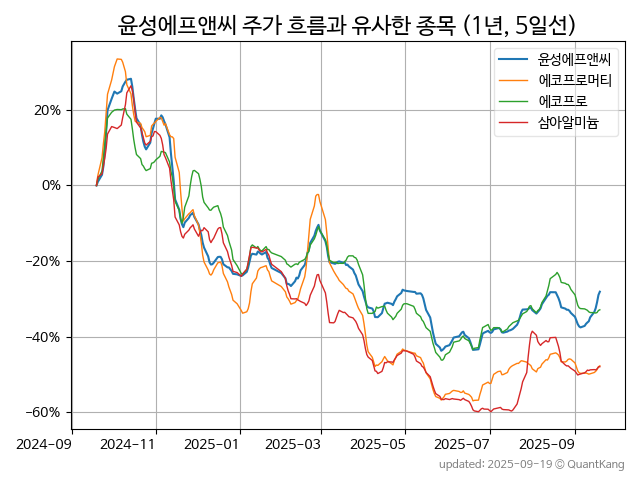 윤성에프앤씨 주가 흐름과 유사한 종목 (1년, 5일선)
윤성에프앤씨
에코프로머티
에코프로
삼아알미늄
20%
0%
−20%
−40%
−60%
2024-09 2024-11 2025-01 2025-03 2025-05 2025-07 2025-09
updated: 2025-09-19 © QuantKang